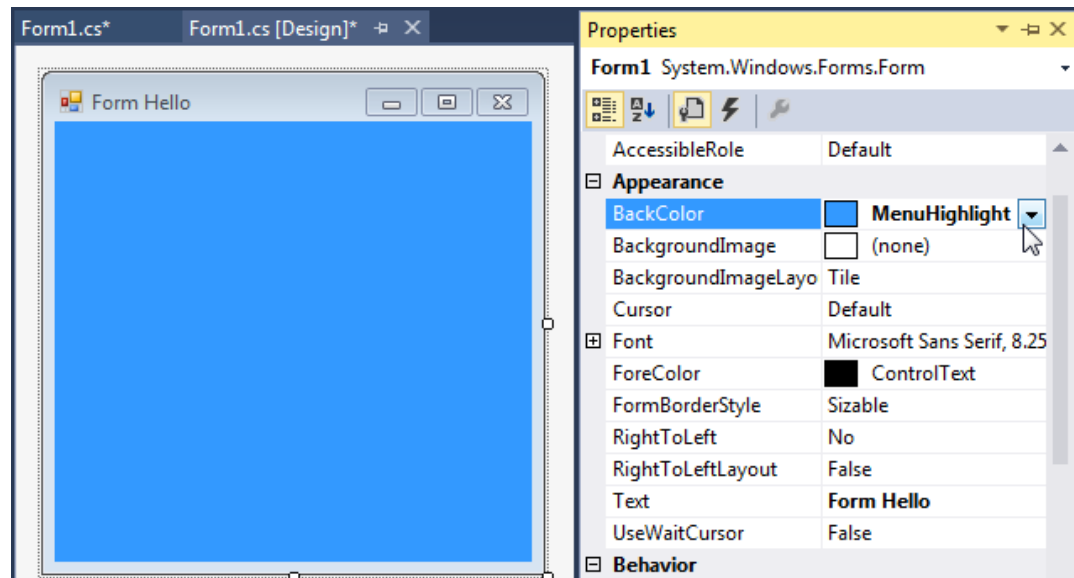 Form1.cs*
Form1.cs [Design]*
Form Hello
Properties
Form1 System.Windows.Forms.Form
AccessibleRole Default
Appearance
BackColor MenuHighlight
BackgroundImage (none)
BackgroundImageLayo Tile
Cursor Default
Font Microsoft Sans Serif, 8.25
ForeColor ControlText
FormBorderStyle Sizable
RightToLeft No
RightToLeftLayout False
Text Form Hello
UseWaitCursor False
Behavior